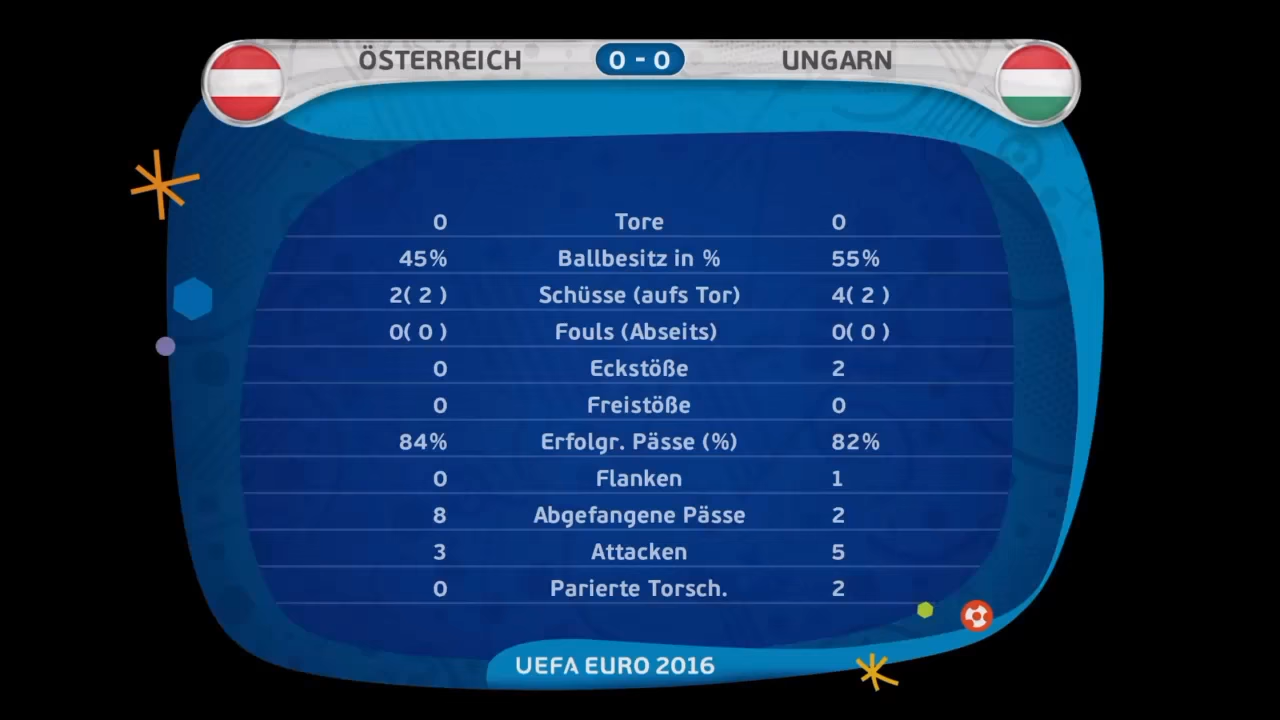 ÖSTERREICH 0 - 0 UNGARN
0 Tore 0
45% Ballbesitz in % 55%
2( 2 ) Schüsse (aufs Tor) 4( 2 )
0( 0 ) Fouls (Abseits) 0( 0 )
0 Eckstöße 2
0 Freistöße 0
84% Erfolgr. Pässe (%) 82%
0 Flanken 1
8 Abgefangene Pässe 2
3 Attacken 5
0 Parierte Torsch. 2
UEFA EURO 2016